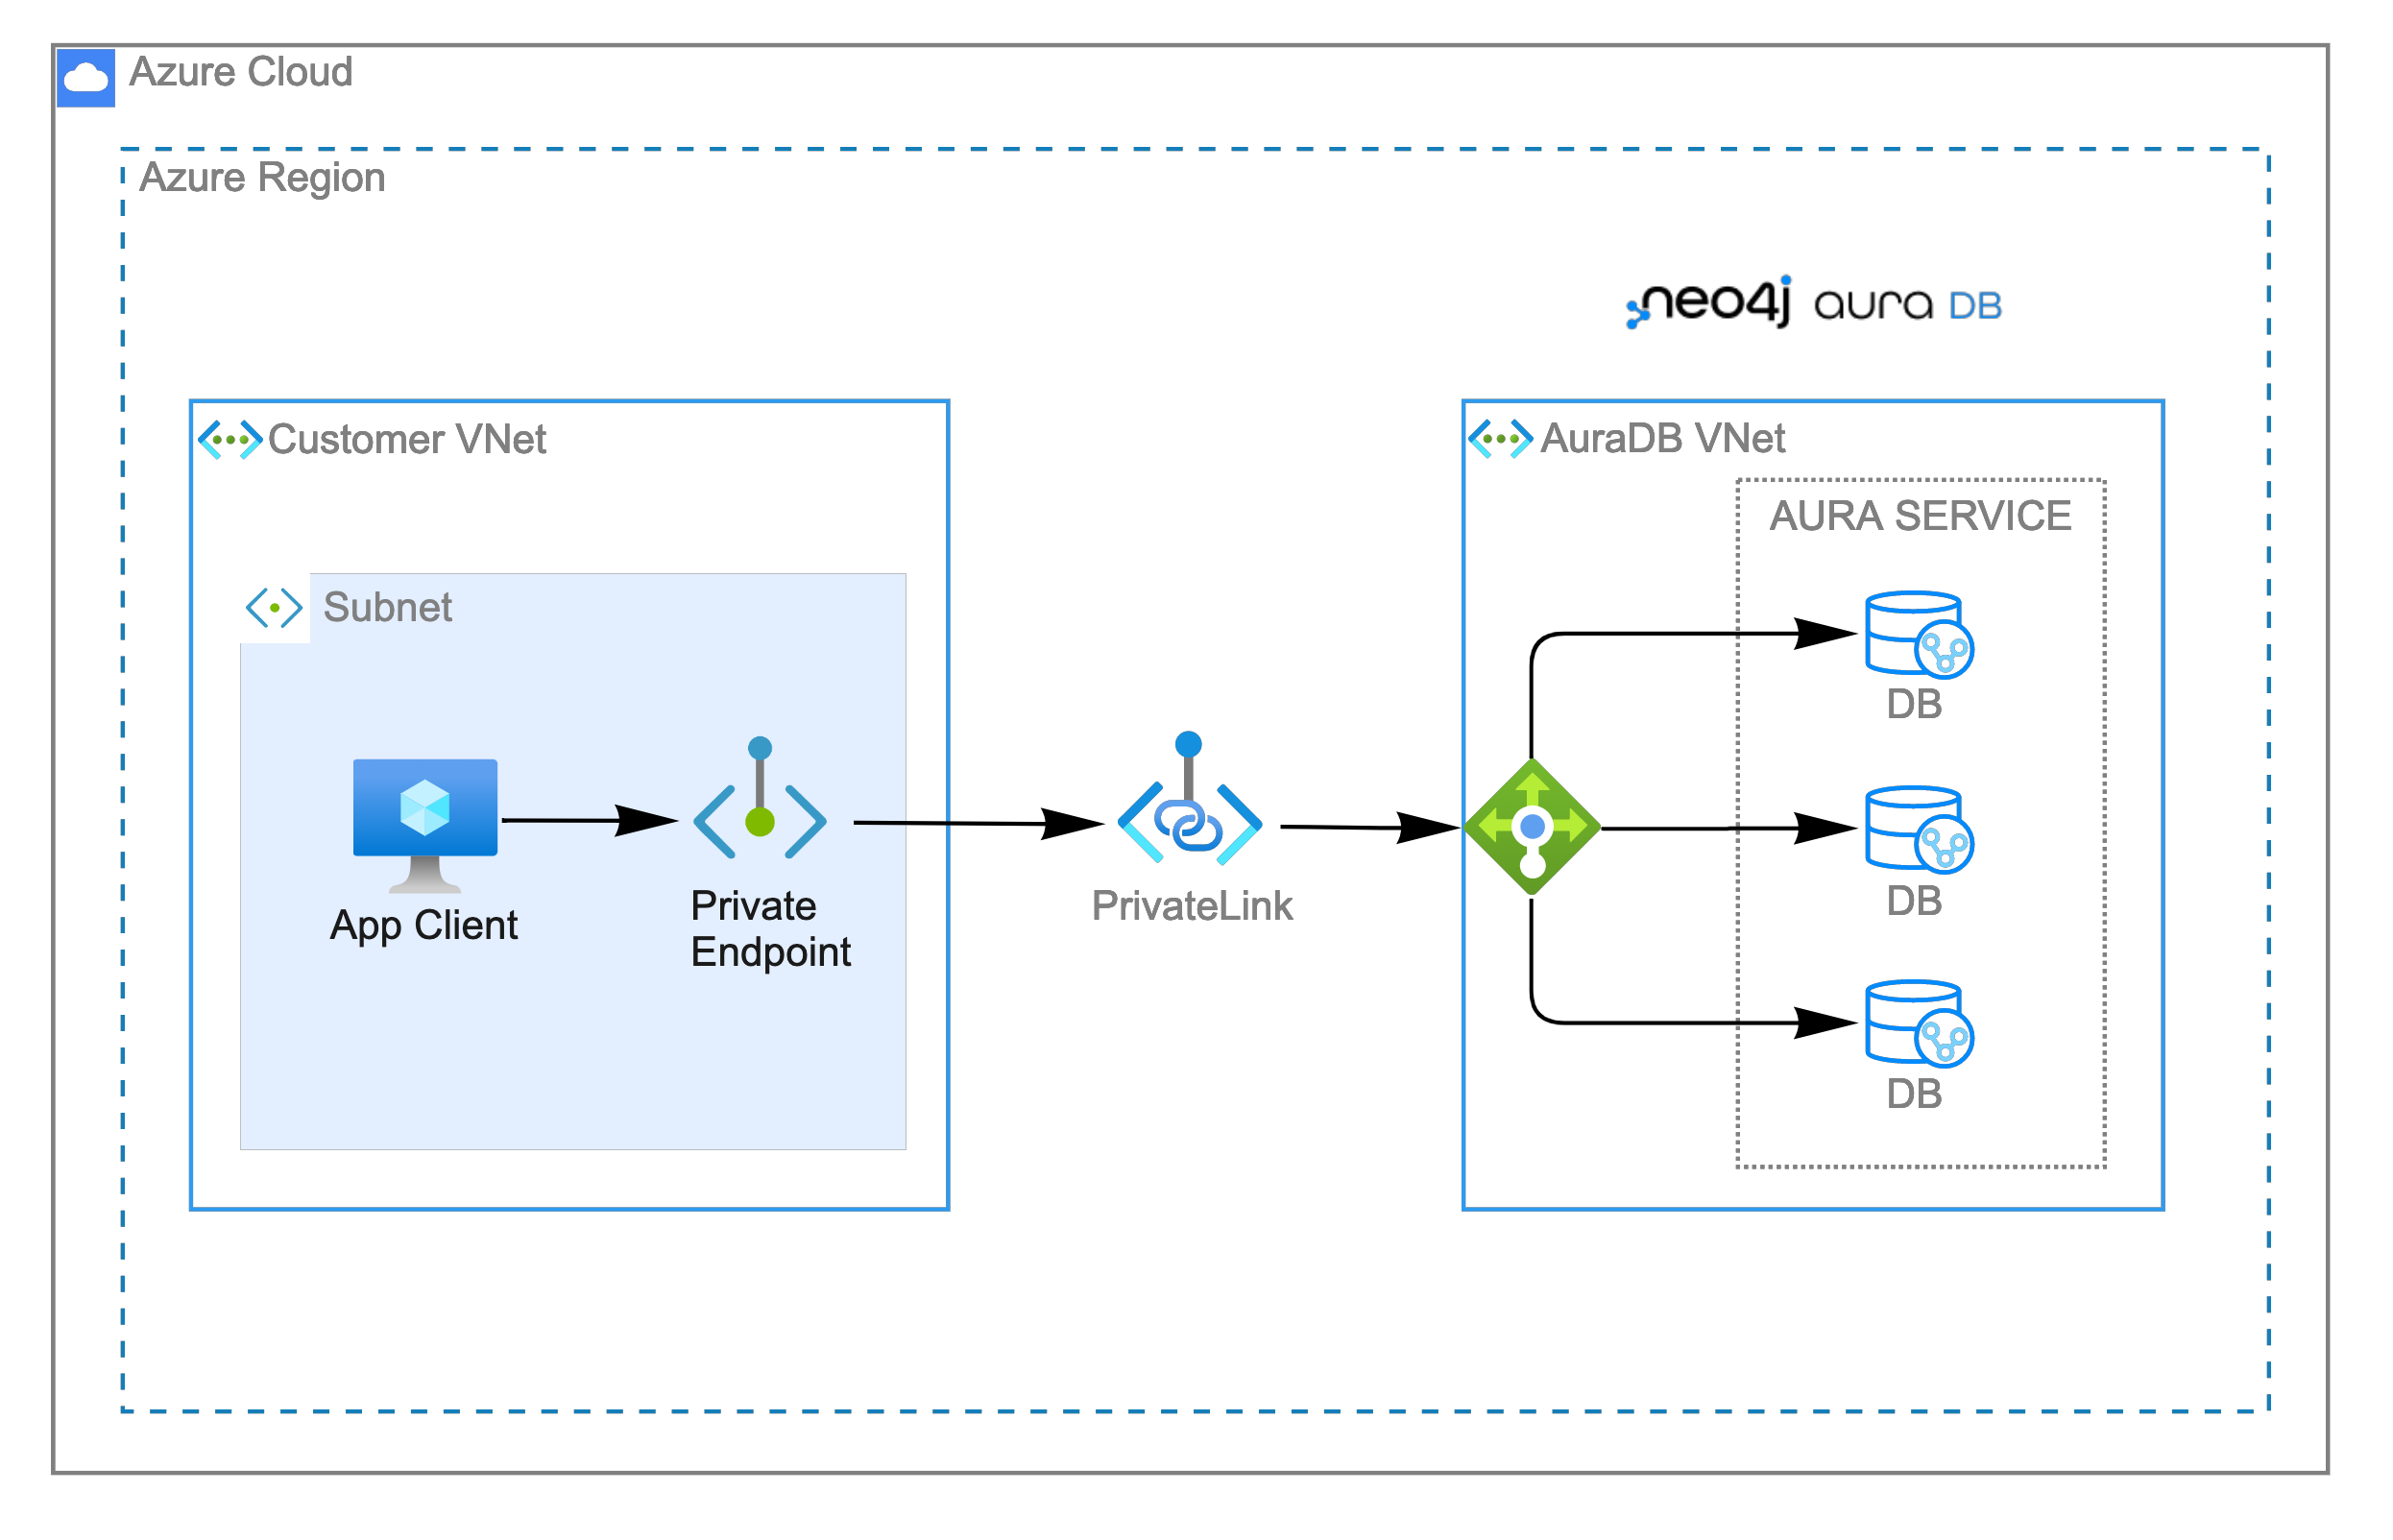 Azure Cloud
Azure Region
neo4j aura DB
Customer VNet
AuraDB VNet
AURA SERVICE
Subnet
DB
App Client
Private
Endpoint
PrivateLink
DB
DB